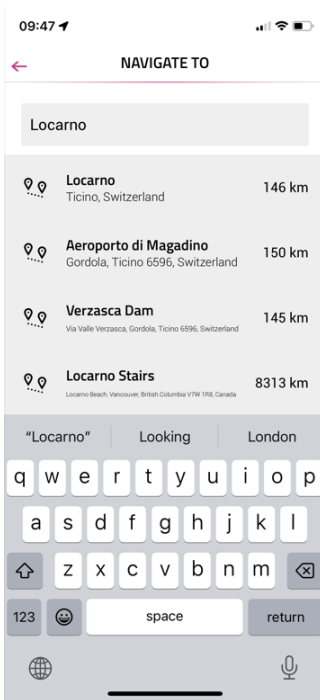 09:47
NAVIGATE TO
Locarno
Locarno
Ticino, Switzerland
146 km
Aeroporto di Magadino
Gordola, Ticino 6596, Switzerland
150 km
Verzasca Dam
Via Valle Verzasca, Gordola, Ticino 6596, Switzerland
145 km
Locarno Stairs
Locarno Beach, Vancouver, British Columbia V7W 1R8, Canada
8313 km
“Locarno” Looking London
q w e r t y u i o p
a s d f g h j k l
z x c v b n m
123 space return